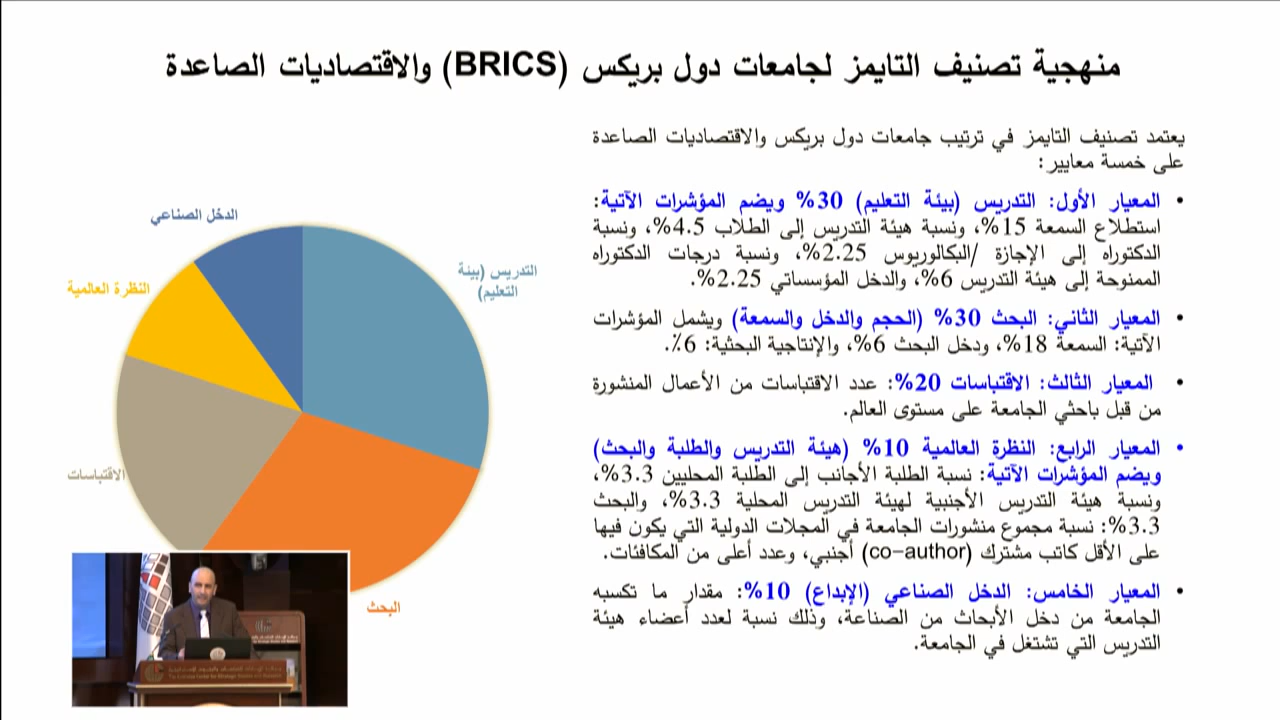 منهجية تصنيف التايمز لجامعات دول بريكس (BRICS) والاقتصاديات الصاعدة
يعتمد تصنيف التايمز في ترتيب جامعات دول بريكس والاقتصاديات الصاعدة
على خمسة معايير:
• المعيار الأول: التدريس (بيئة التعليم) 30% ويضم المؤشرات الآتية:
استطلاع السمعة 15%، ونسبة هيئة التدريس إلى الطلاب 4.5%، ونسبة
الدكتوراه إلى الإجازة /البكالوريوس 2.25%، ونسبة درجات الدكتوراه
الممنوحة إلى هيئة التدريس 6%، والدخل المؤسساتي 2.25%.
• المعيار الثاني: البحث 30% (الحجم والدخل والسمعة) ويشمل المؤشرات
الآتية: السمعة 18%، ودخل البحث 6%، والإنتاجية البحثية: 6٪.
• المعيار الثالث: الاقتباسات 20%: عدد الاقتباسات من الأعمال المنشورة
من قبل باحثي الجامعة على مستوى العالم.
• المعيار الرابع: النظرة العالمية 10% (هيئة التدريس والطلبة والبحث)
ويضم المؤشرات الآتية: نسبة الطلبة الأجانب إلى الطلبة المحليين 3.3%،
ونسبة هيئة التدريس الأجنبية لهيئة التدريس المحلية 3.3%، والبحث
3.3%: نسبة مجموع منشورات الجامعة في المجلات الدولية التي يكون فيها
على الأقل كاتب مشترك (co-author) أجنبي، وعدد أعلى من المكافئات.
• المعيار الخامس: الدخل الصناعي (الإبداع) 10%: مقدار ما تكسبه
الجامعة من دخل الأبحاث من الصناعة، وذلك نسبة لعدد أعضاء هيئة
التدريس التي تشتغل في الجامعة.
الدخل الصناعي
التدريس (بيئة
التعليم)
النظرة العالمية
الاقتباسات
البحث